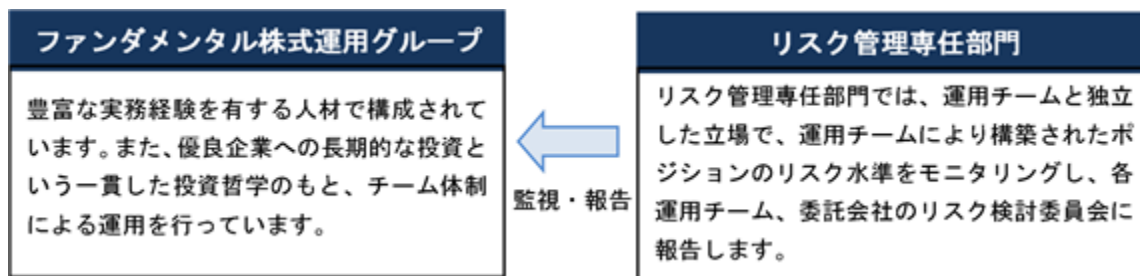 ファンダメンタル株式運用グループ
豊富な実務経験を有する人材で構成されて
います。また、優良企業への長期的な投資と
いう一貫した投資哲学のもと、チーム体制
による運用を行っています。
監視・報告
リスク管理専任部門
リスク管理専任部門では、運用チームと独立
した立場で、運用チームにより構築されたポ
ジションのリスク水準をモニタリングし、各
運用チーム、委託会社のリスク検討委員会に
報告します。